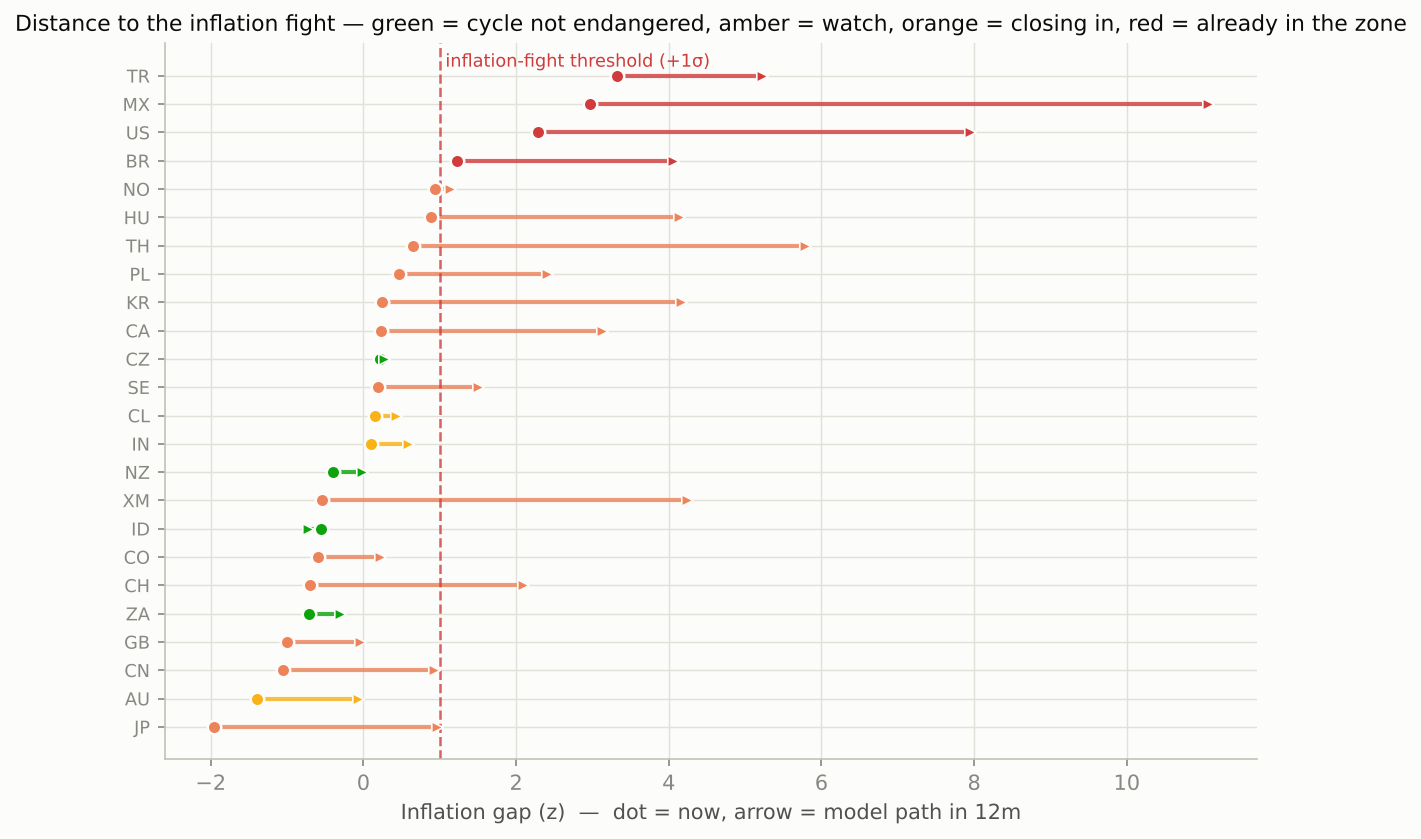 Distance to the inflation fight — green = cycle not endangered, amber = watch, orange = closing in, red = already in the zone
inflation-fight threshold (+1σ)
TR
MX
US
BR
NO
HU
TH
PL
KR
CA
CZ
SE
CL
IN
NZ
XM
ID
CO
CH
ZA
GB
CN
AU
JP
−2 0 2 4 6 8 10
Inflation gap (z) — dot = now, arrow = model path in 12m